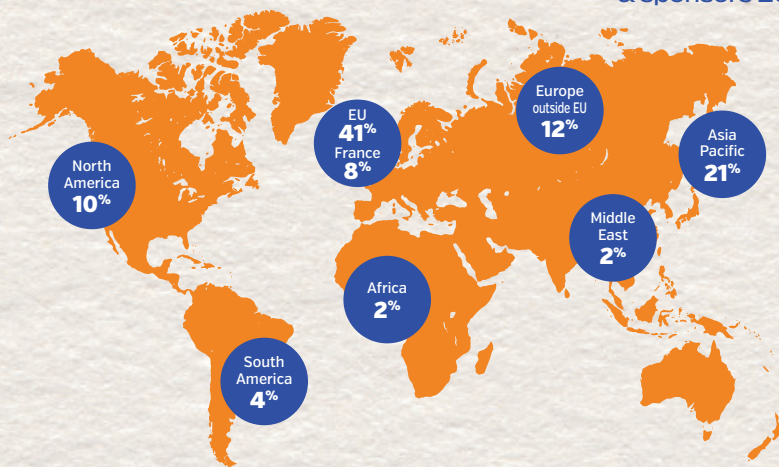 North
America
10%
South
America
4%
EU
41%
France
8%
Africa
2%
Europe
outside EU
12%
Middle
East
2%
Asia
Pacific
21%